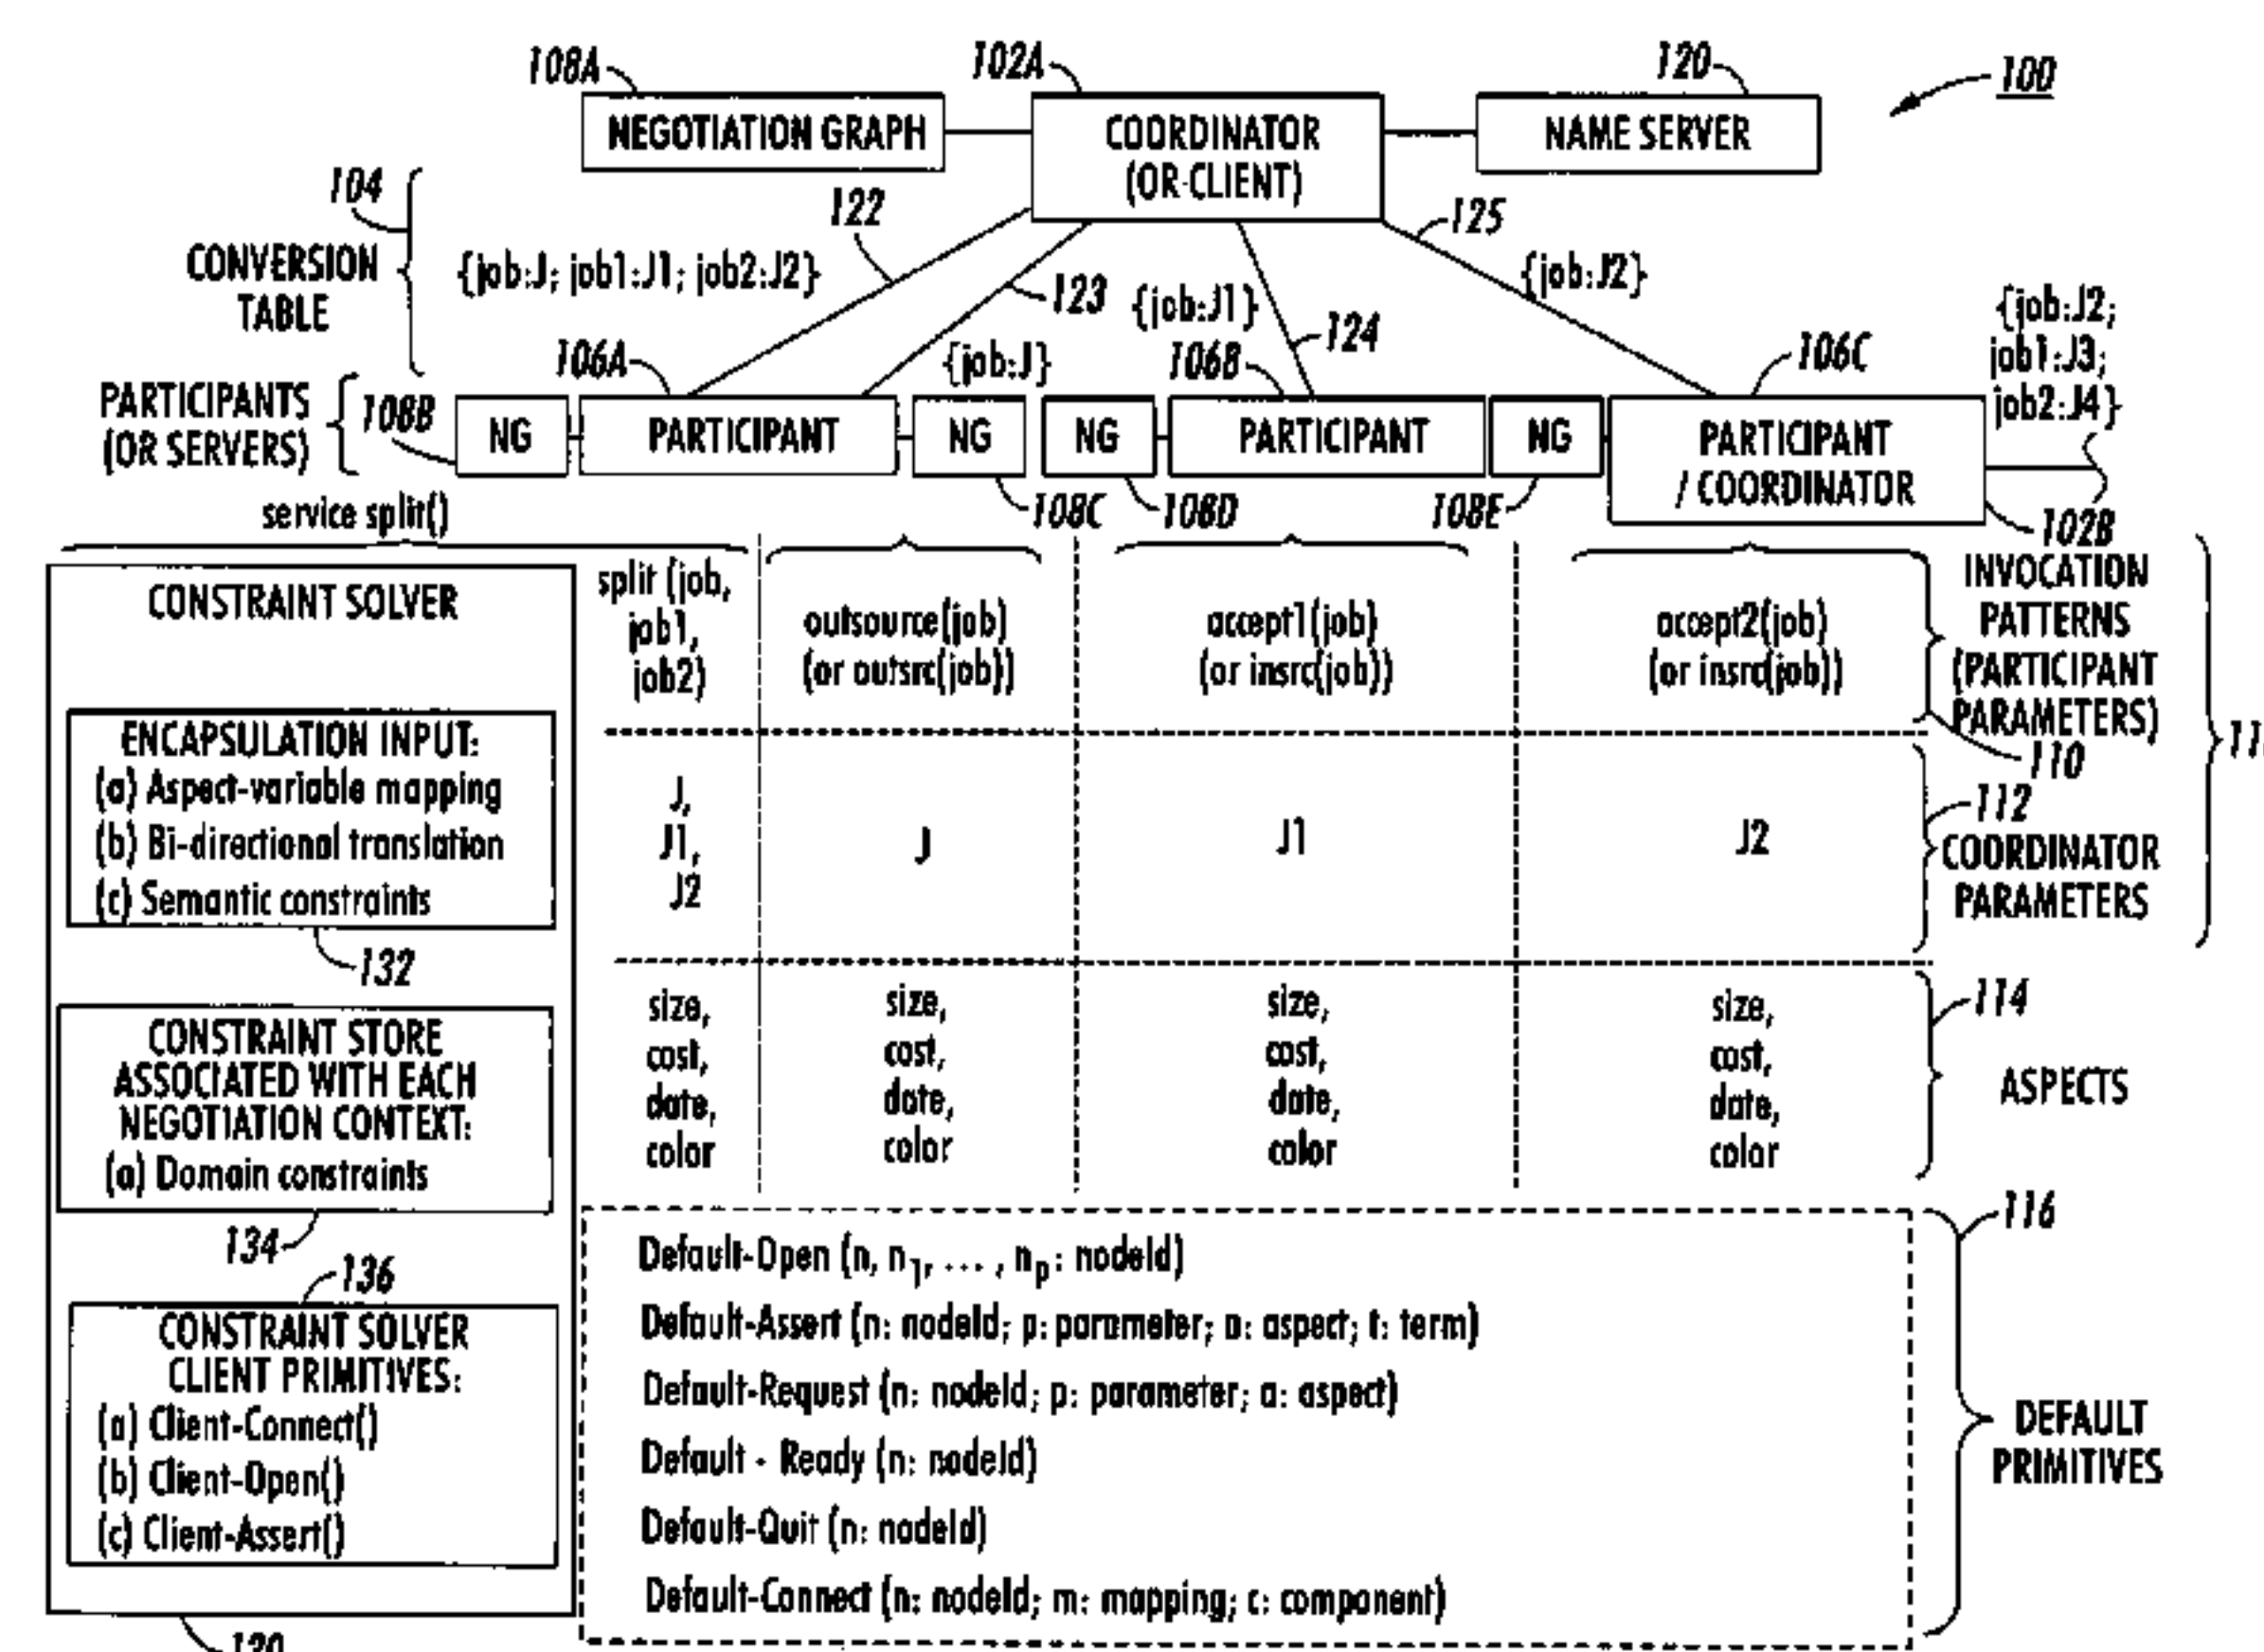 108A
102A
120
100
NEGOTIATION GRAPH
COORDINATOR
(OR CLIENT)
NAME SERVER
104
122
125
CONVERSION
TABLE
{job:J; job1:J1; job2:J2}
123
{job:J1}
124
{job:J2}
{job:J2;
job1:J3;
job2:J4}
106A
{job:J}
106B
106C
PARTICIPANTS
(OR SERVERS)
108B
NG
PARTICIPANT
NG
NG
PARTICIPANT
NG
PARTICIPANT
/ COORDINATOR
service split()
108C
108D
108E
102B
CONSTRAINT SOLVER
split (job,
job1,
job2)
outsource(job)
(or outsrc(job))
accept1(job)
(or insrc(job))
accept2(job)
(or insrc(job))
INVOCATION
PATTERNS
(PARTICIPANT
PARAMETERS)
110
ENCAPSULATION INPUT:
(a) Aspect-variable mapping
(b) Bi-directional translation
(c) Semantic constraints
132
J,
J1,
J2
J
J1
J2
112
COORDINATOR
PARAMETERS
CONSTRAINT STORE
ASSOCIATED WITH EACH
NEGOTIATION CONTEXT:
(a) Domain constraints
134
size,
cost,
date,
color
size,
cost,
date,
color
size,
cost,
date,
color
size,
cost,
date,
color
114
ASPECTS
136
CONSTRAINT SOLVER
CLIENT PRIMITIVES:
(a) Client-Connect()
(b) Client-Open()
(c) Client-Assert()
Default-Open (n, n1, ... , np: nodeId)
Default-Assert (n: nodeId; p: parameter; a: aspect; t: term)
Default-Request (n: nodeId; p: parameter; a: aspect)
Default - Ready (n: nodeId)
Default-Quit (n: nodeId)
Default-Connect (n: nodeId; m: mapping; c: component)
116
DEFAULT
PRIMITIVES